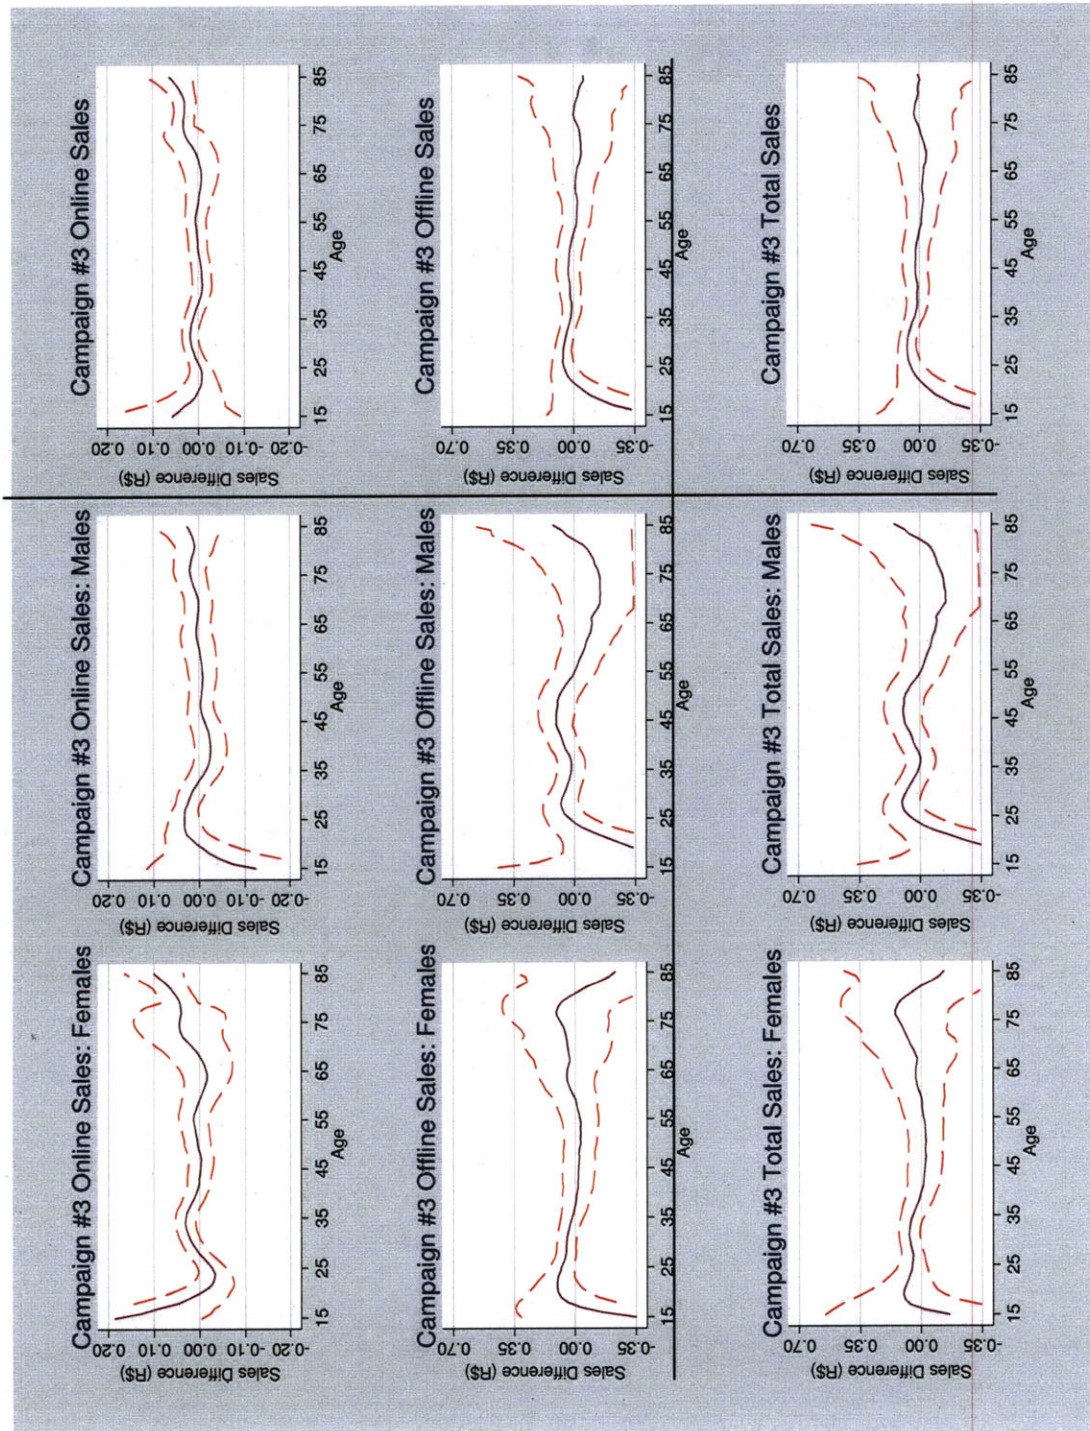 Campaign #3 Online Sales: Females
Sales Difference (R$)
0.20
0.10
0.00
-0.10
-0.20
15 25 35 45 55 65 75 85
Age
Campaign #3 Online Sales: Males
Sales Difference (R$)
0.20
0.10
0.00
-0.10
-0.20
15 25 35 45 55 65 75 85
Age
Campaign #3 Online Sales
Sales Difference (R$)
0.20
0.10
0.00
-0.10
-0.20
15 25 35 45 55 65 75 85
Age
Campaign #3 Offline Sales: Females
Sales Difference (R$)
0.70
0.35
0.00
-0.35
15 25 35 45 55 65 75 85
Age
Campaign #3 Offline Sales: Males
Sales Difference (R$)
0.70
0.35
0.00
-0.35
15 25 35 45 55 65 75 85
Age
Campaign #3 Offline Sales
Sales Difference (R$)
0.70
0.35
0.00
-0.35
15 25 35 45 55 65 75 85
Age
Campaign #3 Total Sales: Females
Sales Difference (R$)
0.70
0.35
0.00
-0.35
15 25 35 45 55 65 75 85
Age
Campaign #3 Total Sales: Males
Sales Difference (R$)
0.70
0.35
0.00
-0.35
15 25 35 45 55 65 75 85
Age
Campaign #3 Total Sales
Sales Difference (R$)
0.70
0.35
0.00
-0.35
15 25 35 45 55 65 75 85
Age